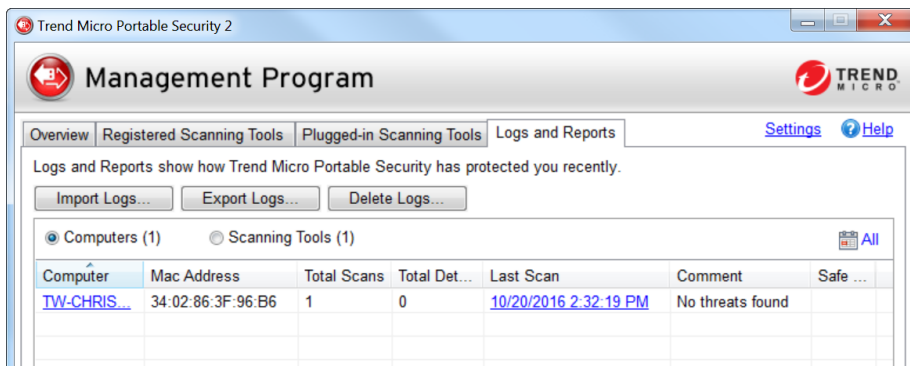 Trend Micro Portable Security 2
Management Program
TREND
MICRO
Overview Registered Scanning Tools Plugged-in Scanning Tools Logs and Reports Settings Help
Logs and Reports show how Trend Micro Portable Security has protected you recently.
Import Logs... Export Logs... Delete Logs...
Computers (1) Scanning Tools (1) All
Computer Mac Address Total Scans Total Det... Last Scan Comment Safe ...
TW-CHRIS... 34:02:86:3F:96:B6 1 0 10/20/2016 2:32:19 PM No threats found